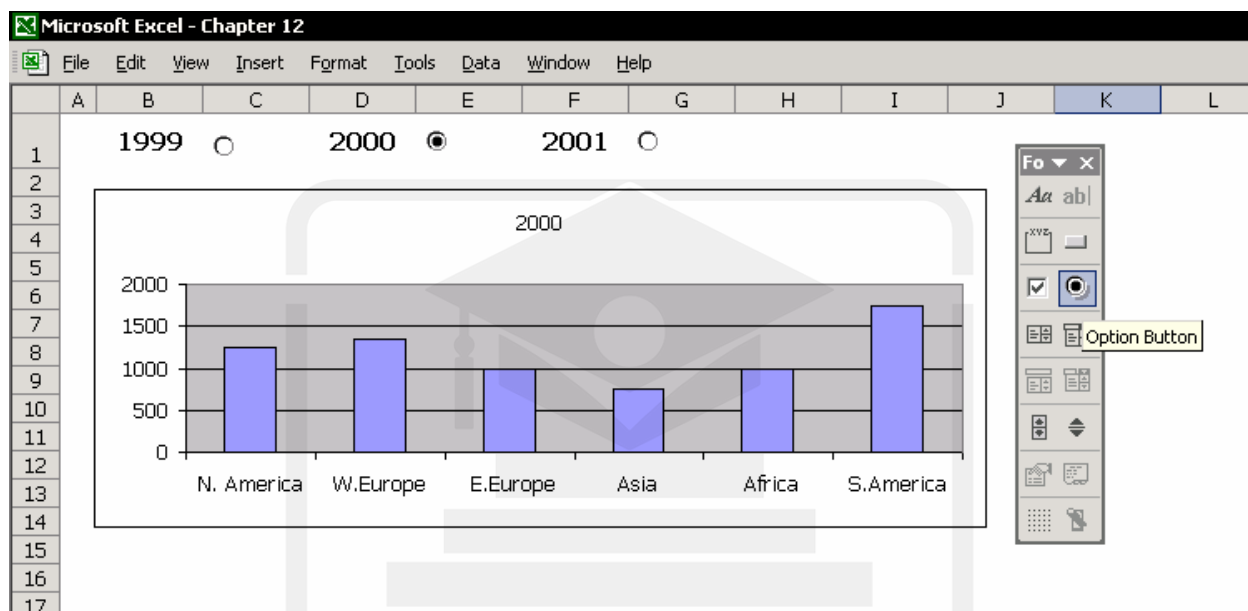 Microsoft Excel - Chapter 12
File Edit View Insert Format Tools Data Window Help
A B C D E F G H I J K L
1 1999 2000 2001
Fo
2
3 2000
4
5
6
7
8
9
10
11
12
13
14
15
16
17
Aa ab|
XYZ
Option Button
2000
1500
1000
500
0
N. America W.Europe E.Europe Asia Africa S.America